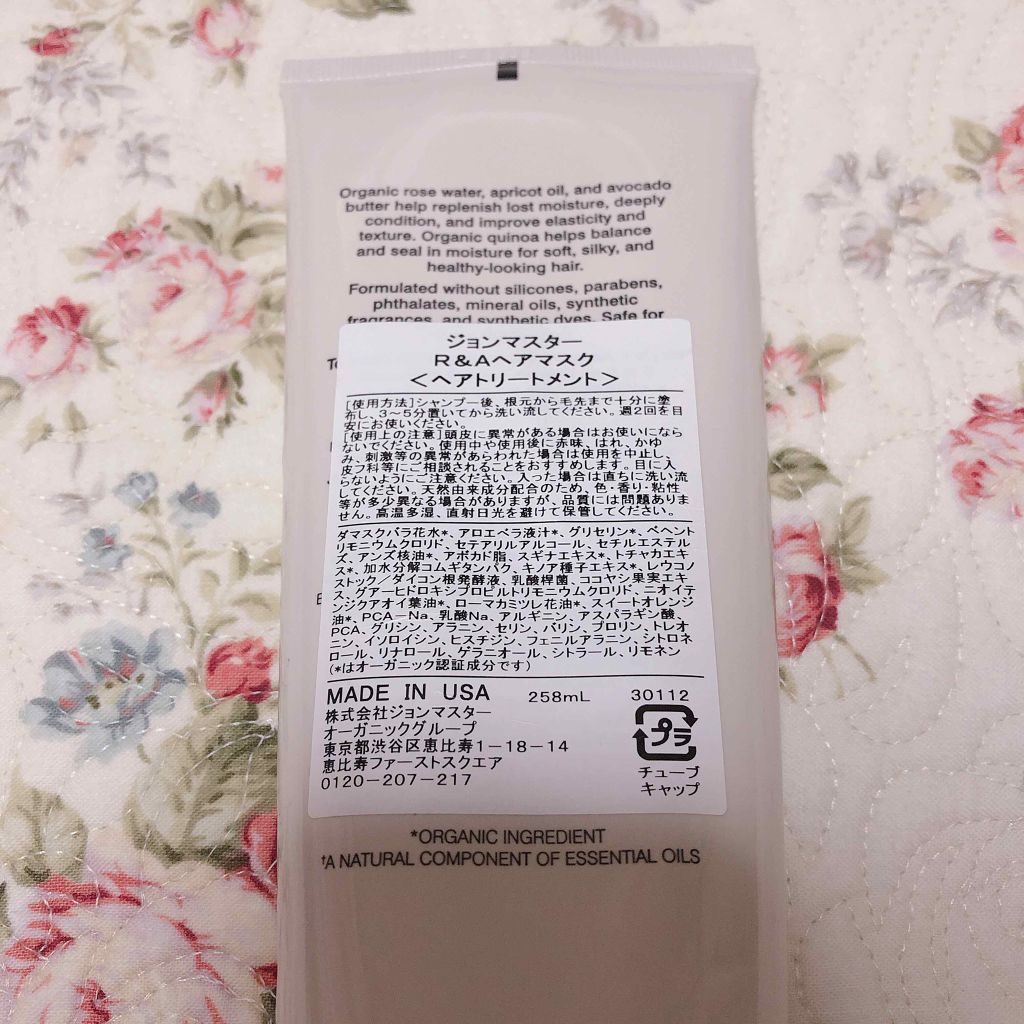 Organic rose water, apricot oil, and avocado
butter help replenish lost moisture, deeply
condition, and improve elasticity and
texture. Organic quinoa helps balance
and seal in moisture for soft, silky, and
healthy-looking hair.
Formulated without silicones, parabens,
phthalates, mineral oils, synthetic
fragrances, and synthetic dyes. Safe for
ジョンマスター
R&Aヘアマスク
<ヘアトリートメント>
[使用方法]シャンプー後、根元から毛先まで十分に塗
布し、3～5分置いてから洗い流してください。週2回を目
安にお使いください。
[使用上の注意]頭皮に異常がある場合はお使いになら
ないでください。使用中や使用後に赤味、はれ、かゆ
み、刺激等の異常があらわれた場合は使用を中止し、
皮フ科等にご相談されることをおすすめします。目に入
らないようにご注意ください。入った場合は直ちに洗い流
してください。天然由来成分配合のため、色・香り・粘性
等が多少異なる場合がありますが、品質には問題ありま
せん。高温多湿、直射日光を避けて保管してください。
ダマスクバラ花水*、アロエベラ液汁*、グリセリン*、ベヘント
リモニウムクロリド、セテアリルアルコール、セチルエステル
ズ、アンズ核油*、アボカド脂、スギナエキス*、トチャカエキ
ス*、加水分解コムギタンパク、キノア種子エキス*、レウコノ
ストック／ダイコン根発酵液、乳酸桿菌、ココヤシ果実エキ
ス、グアーヒドロキシプロピルトリモニウムクロリド、ニオイテ
ンジクアオイ葉油*、ローマカミツレ花油*、スイートオレンジ
油*、PCA－Na、乳酸Na、アルギニン、アスパラギン酸、
PCA、グリシン、アラニン、セリン、バリン、プロリン、トレオ
ニン、イソロイシン、ヒスチジン、フェニルアラニン、シトロネ
ロール、リナロール、ゲラニオール、シトラール、リモネン
(*はオーガニック認証成分です)
MADE IN USA 258mL 30112
株式会社ジョンマスター
オーガニックグループ
東京都渋谷区恵比寿1－18－14
恵比寿ファーストスクエア
0120－207－217
プラ
チューブ
キャップ
*ORGANIC INGREDIENT
†A NATURAL COMPONENT OF ESSENTIAL OILS